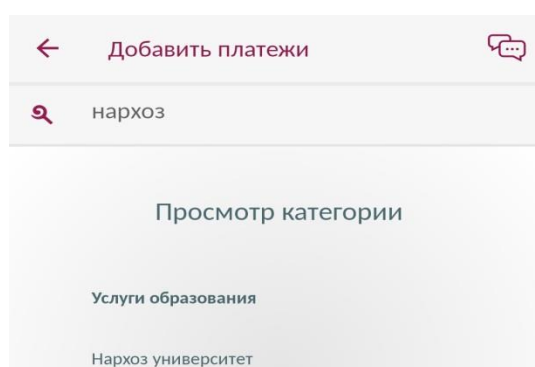 Добавить платежи
нархоз
Просмотр категории
Услуги образования
Нархоз университет